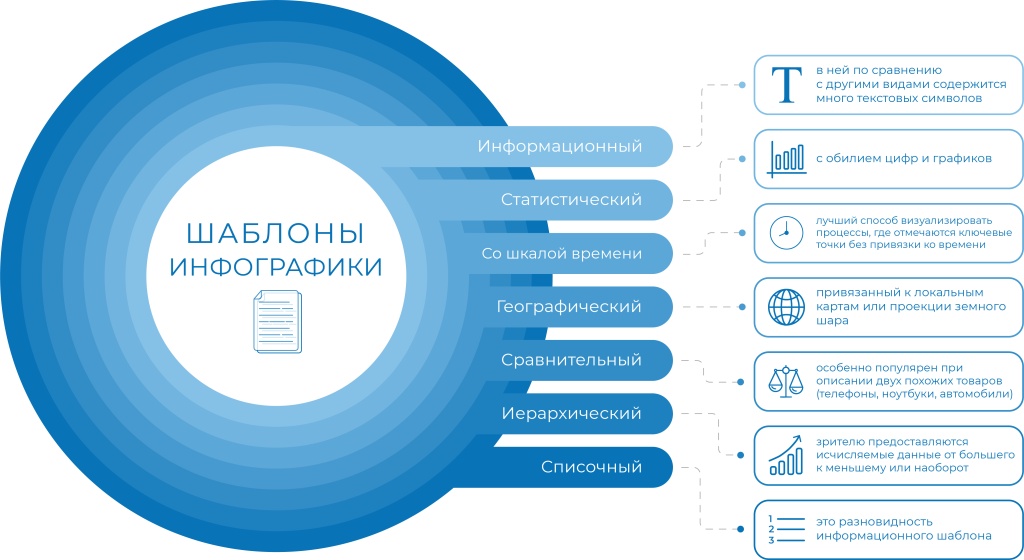 ШАБЛОНЫ
ИНФОГРАФИКИ
Информационный
T
в ней по сравнению
с другими видами содержится
много текстовых символов
Статистический
с обилием цифр и графиков
Со шкалой времени
лучший способ визуализировать
процессы, где отмечаются ключевые
точки без привязки ко времени
Географический
привязанный к локальным
картам или проекции земного
шара
Сравнительный
особенно популярен при
описании двух похожих товаров
(телефоны, ноутбуки, автомобили)
Иерархический
зрителю предоставляются
исчисляемые данные от большего
к меньшему или наоборот
Списочный
1
2
3
это разновидность
информационного шаблона